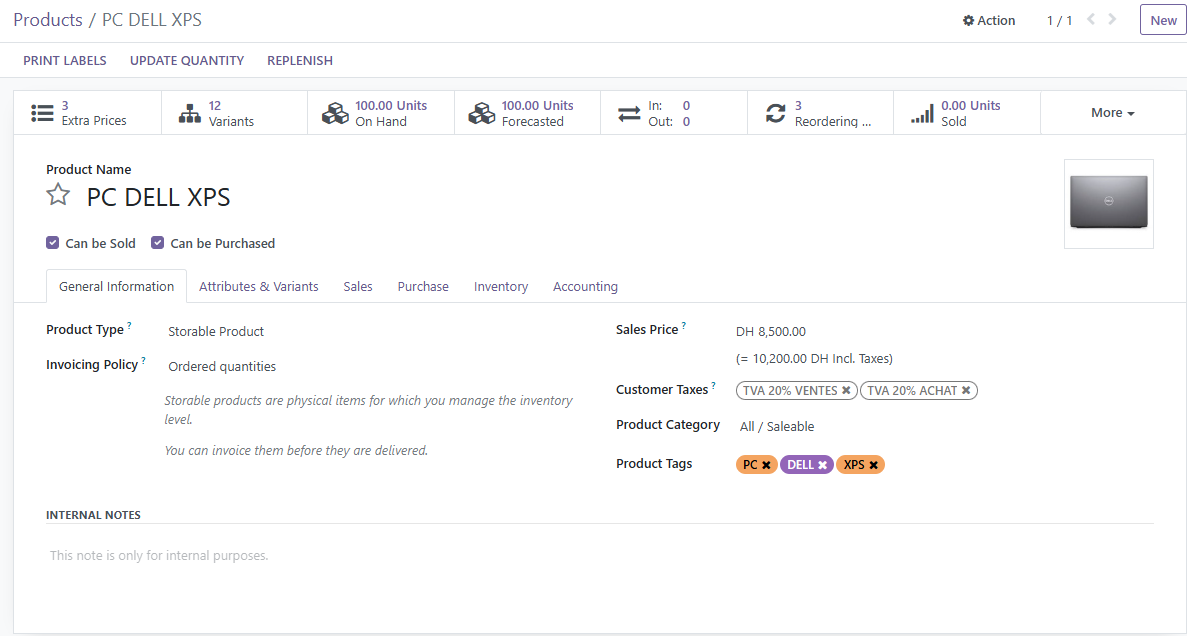 Products / PC DELL XPS
Action
1 / 1
New
PRINT LABELS UPDATE QUANTITY REPLENISH
3
Extra Prices
12
Variants
100.00 Units
On Hand
100.00 Units
Forecasted
In: 0
Out: 0
3
Reordering ...
0.00 Units
Sold
More
Product Name
PC DELL XPS
Can be Sold Can be Purchased
General Information Attributes & Variants Sales Purchase Inventory Accounting
Product Type ? Storable Product
Invoicing Policy ? Ordered quantities
Storable products are physical items for which you manage the inventory
level.
You can invoice them before they are delivered.
Sales Price ? DH 8,500.00
(= 10,200.00 DH Incl. Taxes)
Customer Taxes ? TVA 20% VENTES ✖ TVA 20% ACHAT ✖
Product Category All / Saleable
Product Tags PC ✖ DELL ✖ XPS ✖
INTERNAL NOTES
This note is only for internal purposes.